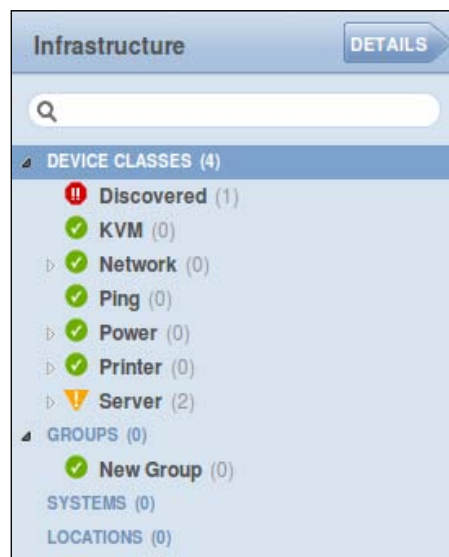 Infrastructure DETAILS
DEVICE CLASSES (4)
Discovered (1)
KVM (0)
Network (0)
Ping (0)
Power (0)
Printer (0)
Server (2)
GROUPS (0)
New Group (0)
SYSTEMS (0)
LOCATIONS (0)